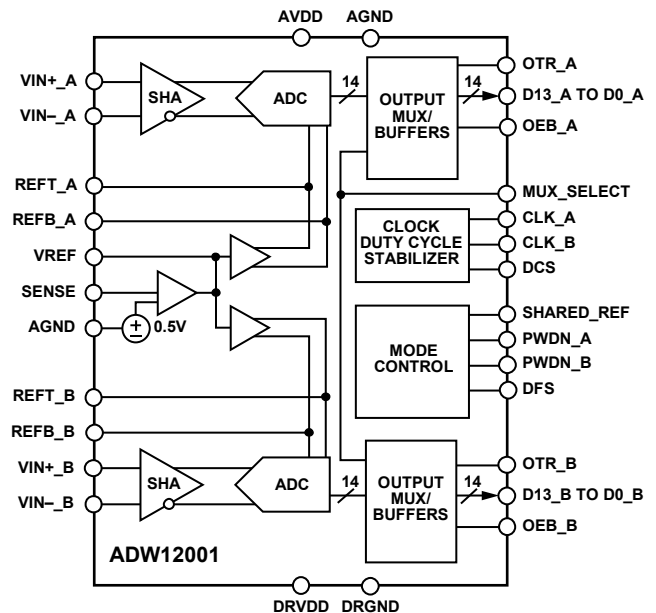 AVDD AGND
VIN+_A
VIN–_A
REFT_A
REFB_A
VREF
SENSE
AGND
0.5V
REFT_B
REFB_B
VIN+_B
VIN–_B
SHA
ADC
14
OUTPUT
MUX/
BUFFERS
14
OTR_A
D13_A TO D0_A
OEB_A
MUX_SELECT
CLOCK
DUTY CYCLE
STABILIZER
CLK_A
CLK_B
DCS
MODE
CONTROL
SHARED_REF
PWDN_A
PWDN_B
DFS
SHA
ADC
14
OUTPUT
MUX/
BUFFERS
14
OTR_B
D13_B TO D0_B
OEB_B
ADW12001
DRVDD DRGND